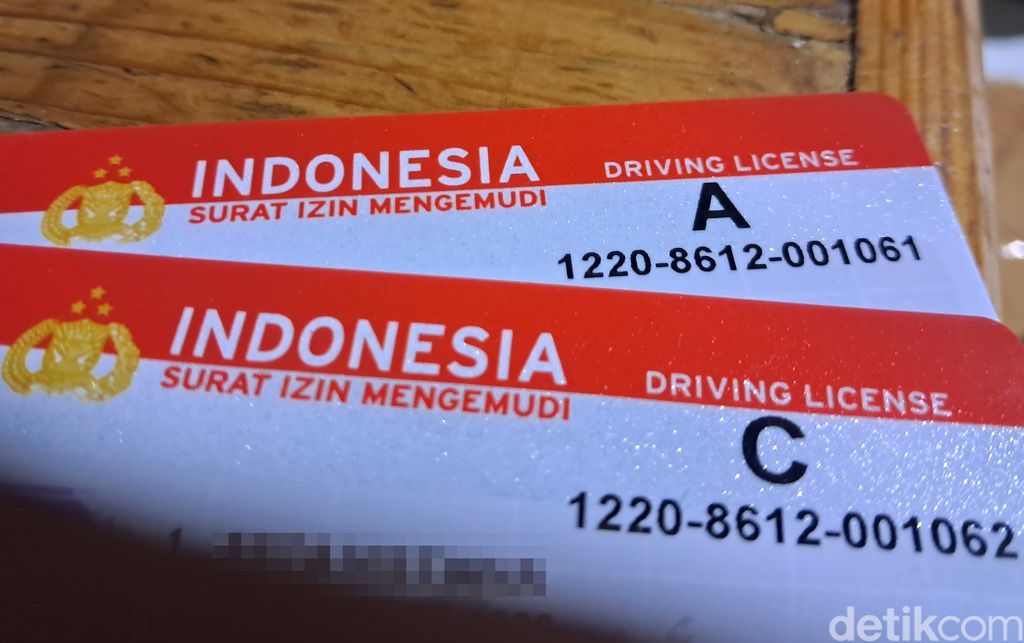 INDONESIA
SURAT IZIN MENGEMUDI
DRIVING LICENSE
A
1220-8612-001061
INDONESIA
SURAT IZIN MENGEMUDI
DRIVING LICENSE
C
1220-8612-001062
1.
detikcom